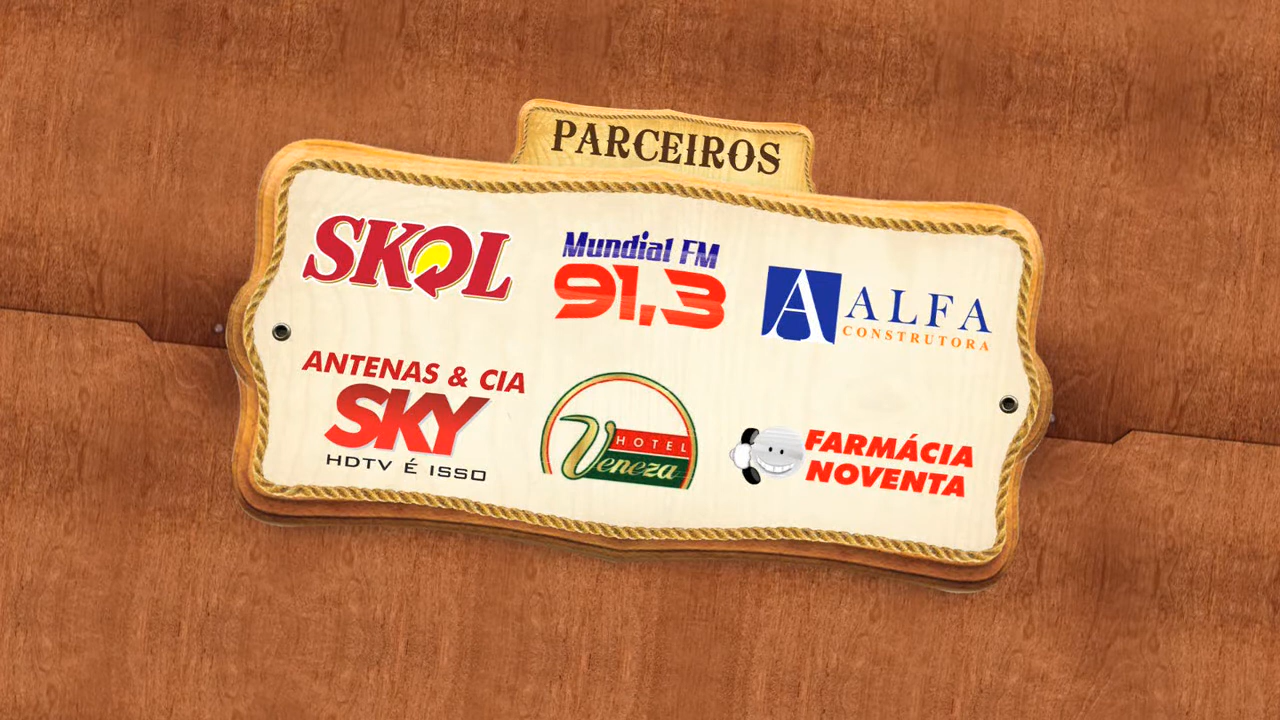 PARCEIROS
SKOL
Mundial FM
91,3
A ALFA
CONSTRUTORA
ANTENAS & CIA
SKY
HDTV É ISSO
HOTEL
Veneza
FARMÁCIA
NOVENTA